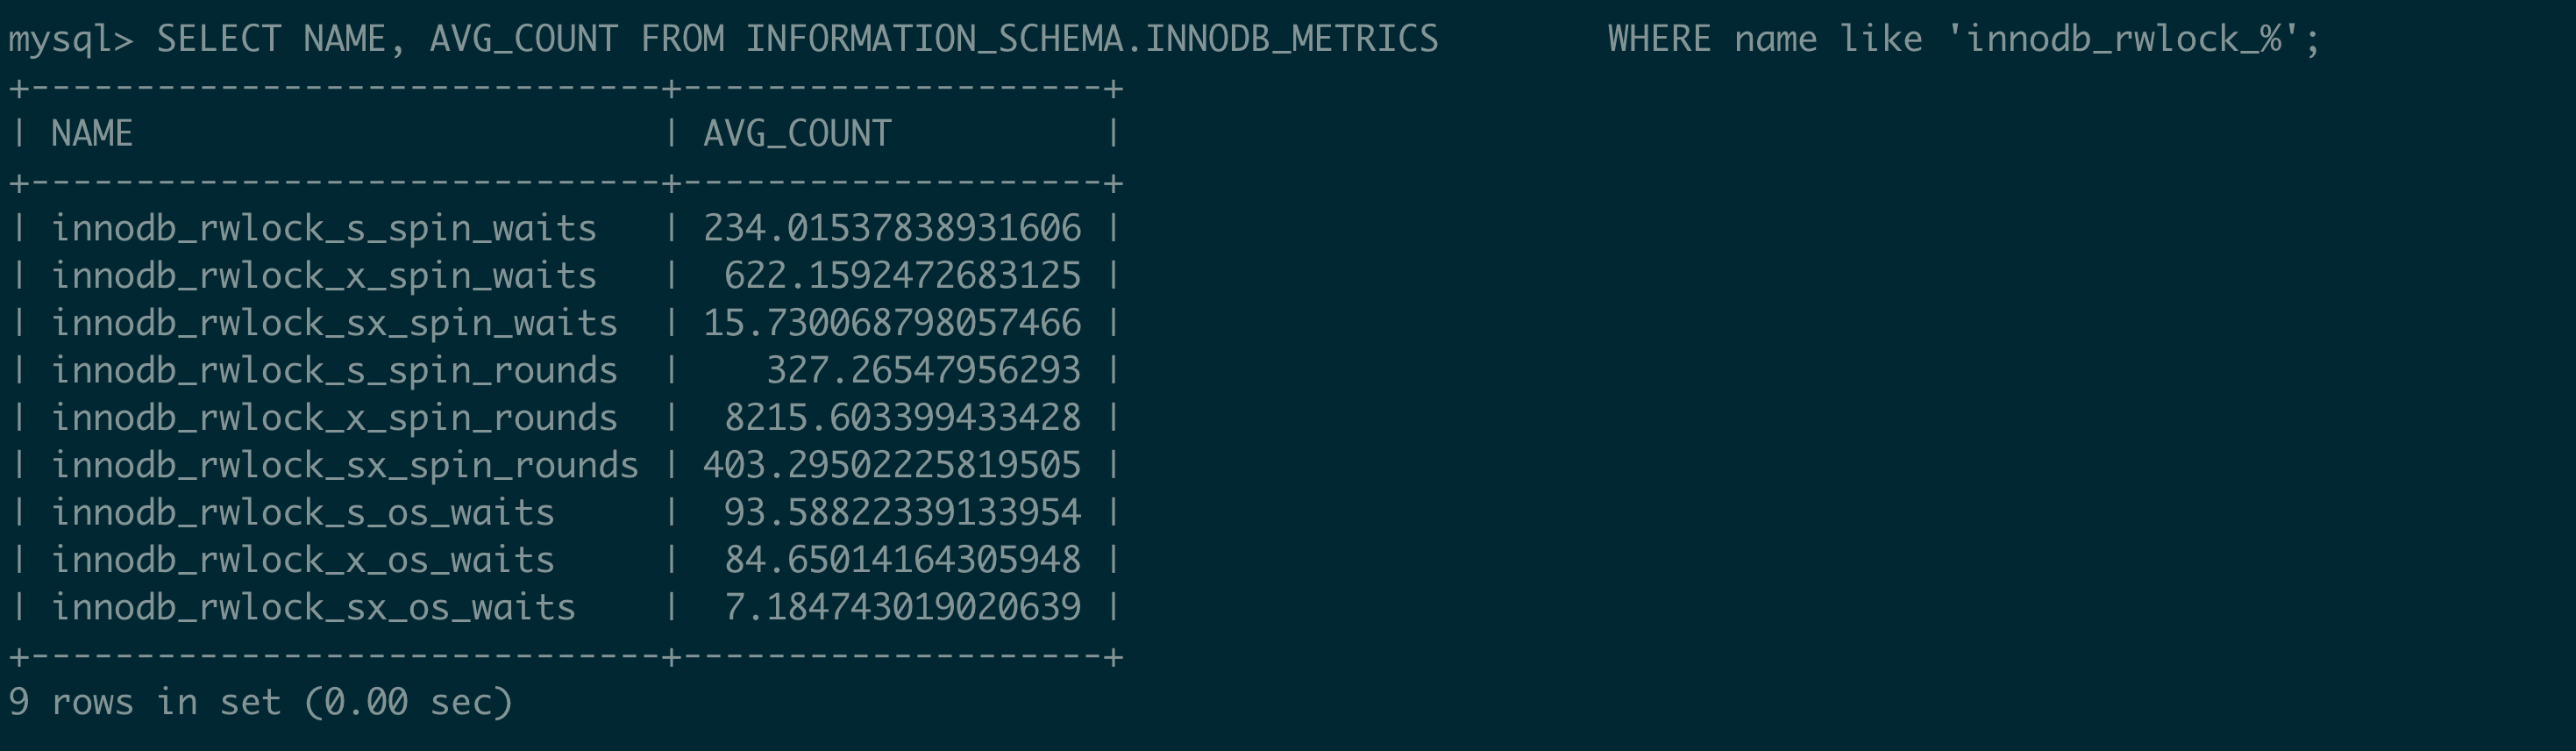 mysql> SELECT NAME, AVG_COUNT FROM INFORMATION_SCHEMA.INNODB_METRICS        WHERE name like 'innodb_rwlock_%';
+------------------------------+--------------------+
| NAME                         | AVG_COUNT          |
+------------------------------+--------------------+
| innodb_rwlock_s_spin_waits   | 234.01537838931606 |
| innodb_rwlock_x_spin_waits   |  622.1592472683125 |
| innodb_rwlock_sx_spin_waits  | 15.730068798057466 |
| innodb_rwlock_s_spin_rounds  |    327.26547956293 |
| innodb_rwlock_x_spin_rounds  |  8215.603399433428 |
| innodb_rwlock_sx_spin_rounds | 403.29502225819505 |
| innodb_rwlock_s_os_waits     |  93.58822339133954 |
| innodb_rwlock_x_os_waits     |  84.65014164305948 |
| innodb_rwlock_sx_os_waits    |  7.184743019020639 |
+------------------------------+--------------------+
9 rows in set (0.00 sec)